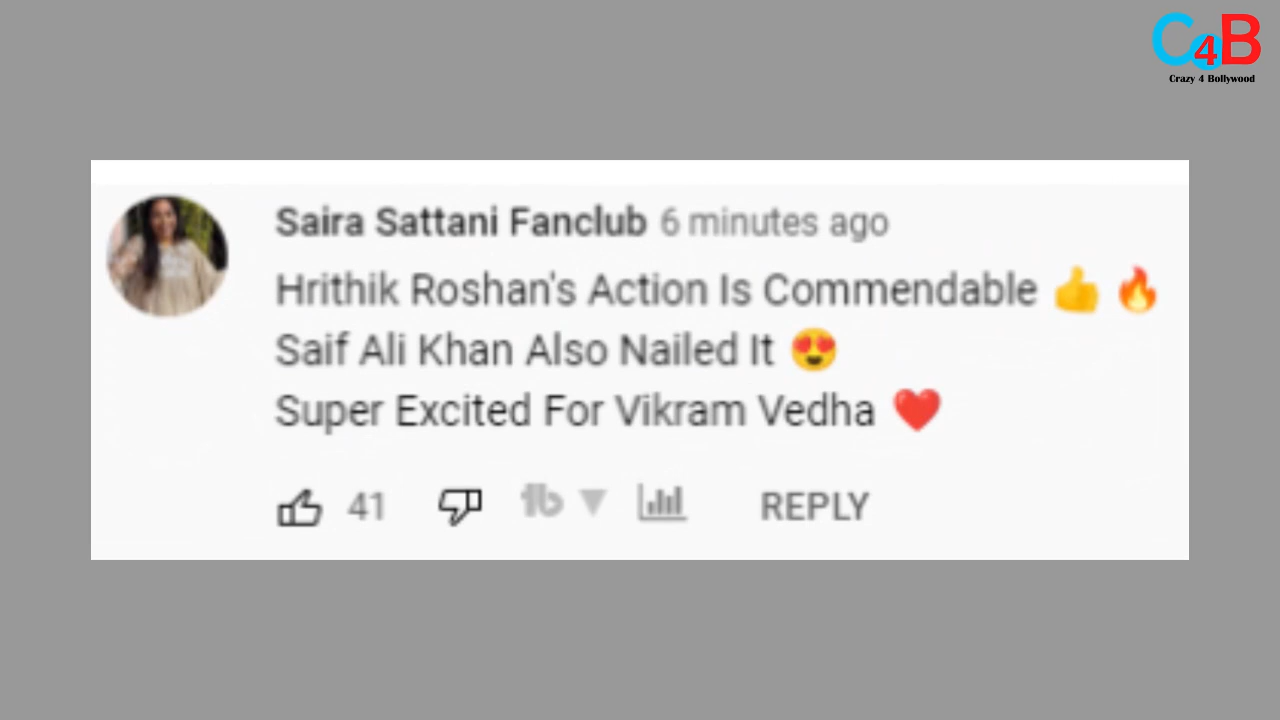 C4B
Crazy 4 Bollywood
Saira Sattani Fanclub 6 minutes ago
Hrithik Roshan's Action Is Commendable 👍 🔥
Saif Ali Khan Also Nailed It 😍
Super Excited For Vikram Vedha ❤️
41 tb REPLY